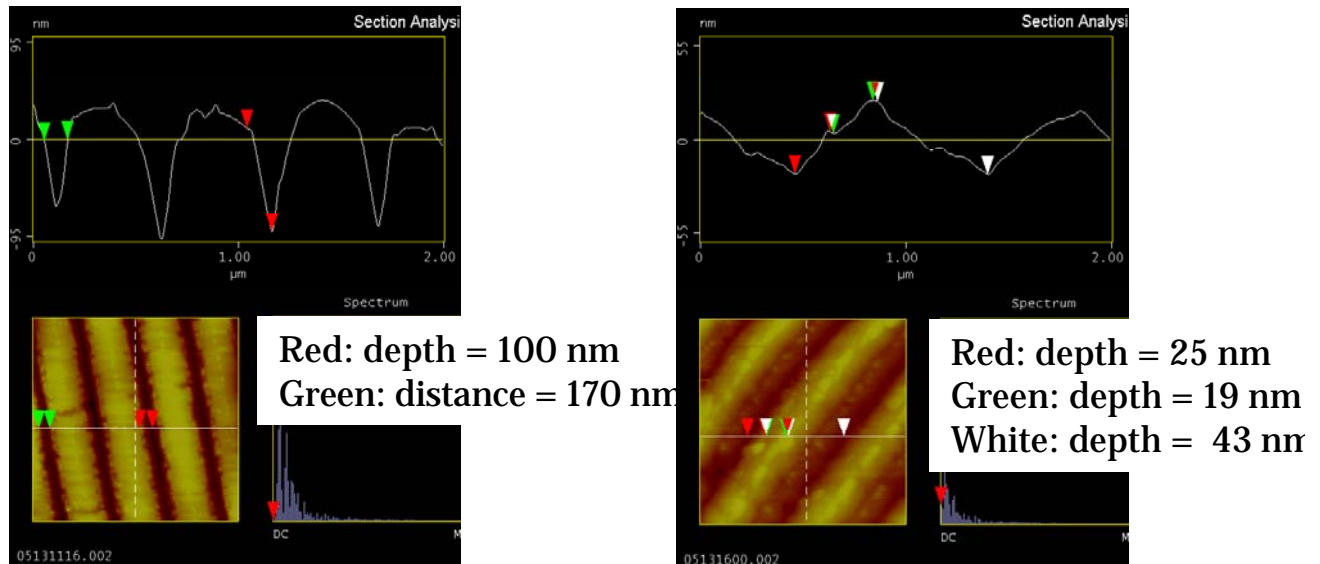 nm
Section Analysi
95
0
-95
0
1.00
2.00
µm
Spectrum
Red: depth = 100 nm
Green: distance = 170 nm
DC
M
05131116.002
nm
Section Analysi
55
0
-55
0
1.00
2.00
µm
Spectrum
Red: depth = 25 nm
Green: depth = 19 nm
White: depth = 43 nm
DC
M
05131600.002